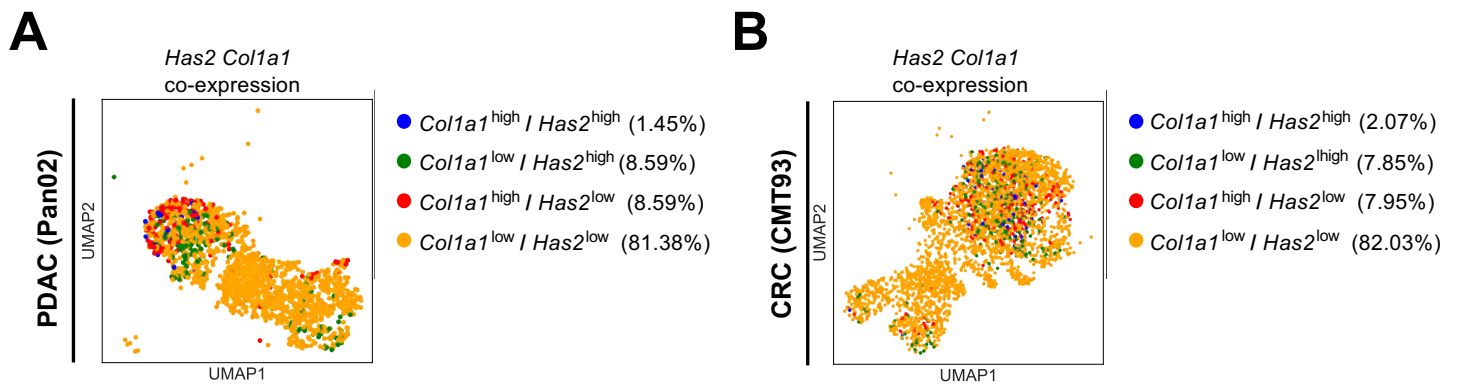 A
Has2 Col1a1
co-expression
PDAC (Pan02)
UMAP2
UMAP1
Col1a1high / Has2high (1.45%)
Col1a1low / Has2high (8.59%)
Col1a1high / Has2low (8.59%)
Col1a1low / Has2low (81.38%)
B
Has2 Col1a1
co-expression
CRC (CMT93)
UMAP2
UMAP1
Col1a1high / Has2high (2.07%)
Col1a1low / Has2lhigh (7.85%)
Col1a1high / Has2low (7.95%)
Col1a1low / Has2low (82.03%)